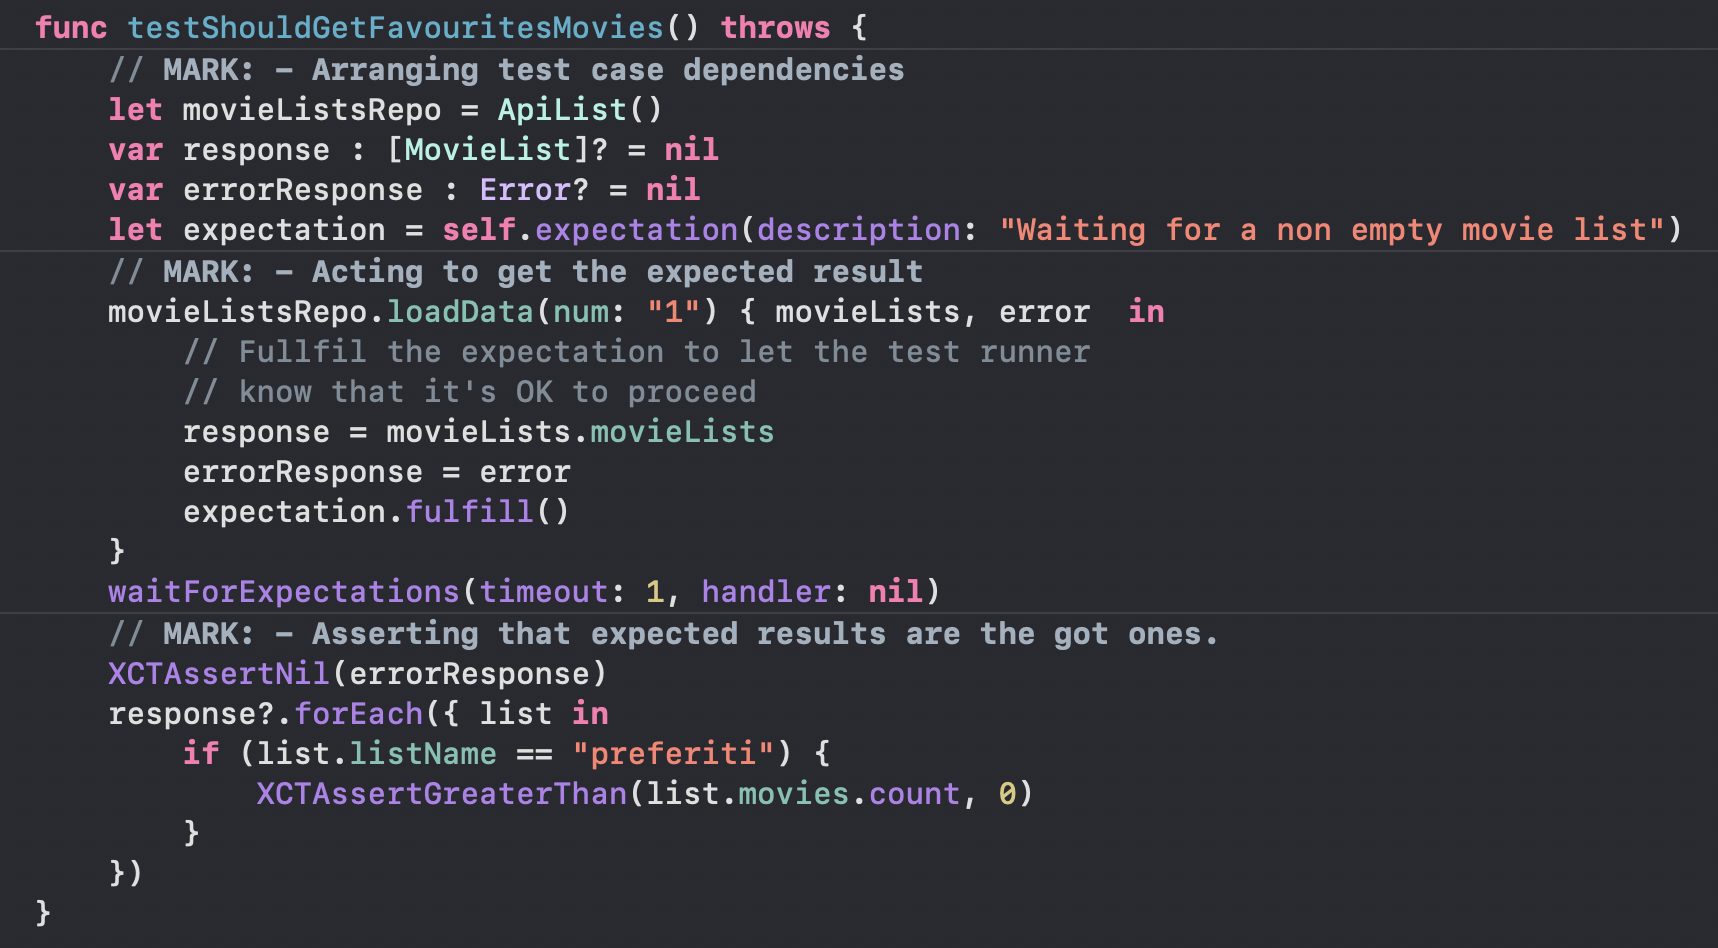 func testShouldGetFavouritesMovies() throws {
// MARK: - Arranging test case dependencies
let movieListsRepo = ApiList()
var response : [MovieList]? = nil
var errorResponse : Error? = nil
let expectation = self.expectation(description: "Waiting for a non empty movie list")
// MARK: - Acting to get the expected result
movieListsRepo.loadData(num: "1") { movieLists, error  in
// Fullfil the expectation to let the test runner
// know that it's OK to proceed
response = movieLists.movieLists
errorResponse = error
expectation.fulfill()
}
waitForExpectations(timeout: 1, handler: nil)
// MARK: - Asserting that expected results are the got ones.
XCTAssertNil(errorResponse)
response?.forEach({ list in
if (list.listName == "preferiti") {
XCTAssertGreaterThan(list.movies.count, 0)
}
})
}